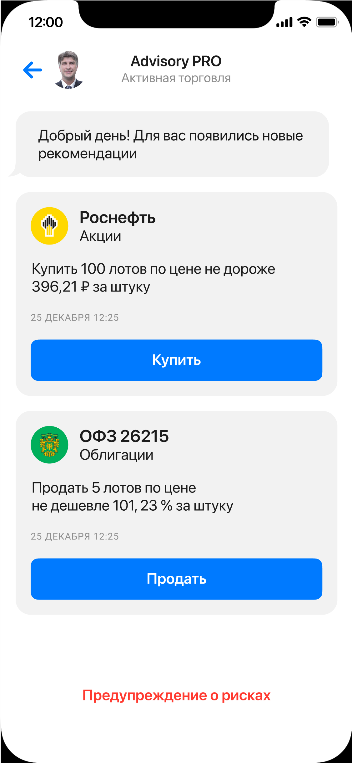 12:00
Advisory PRO
Активная торговля
Добрый день! Для вас появились новые
рекомендации
Роснефть
Акции
Купить 100 лотов по цене не дороже
396,21 ₽ за штуку
25 ДЕКАБРЯ 12:25
Купить
ОФЗ 26215
Облигации
Продать 5 лотов по цене
не дешевле 101, 23 % за штуку
25 ДЕКАБРЯ 12:25
Продать
Предупреждение о рисках